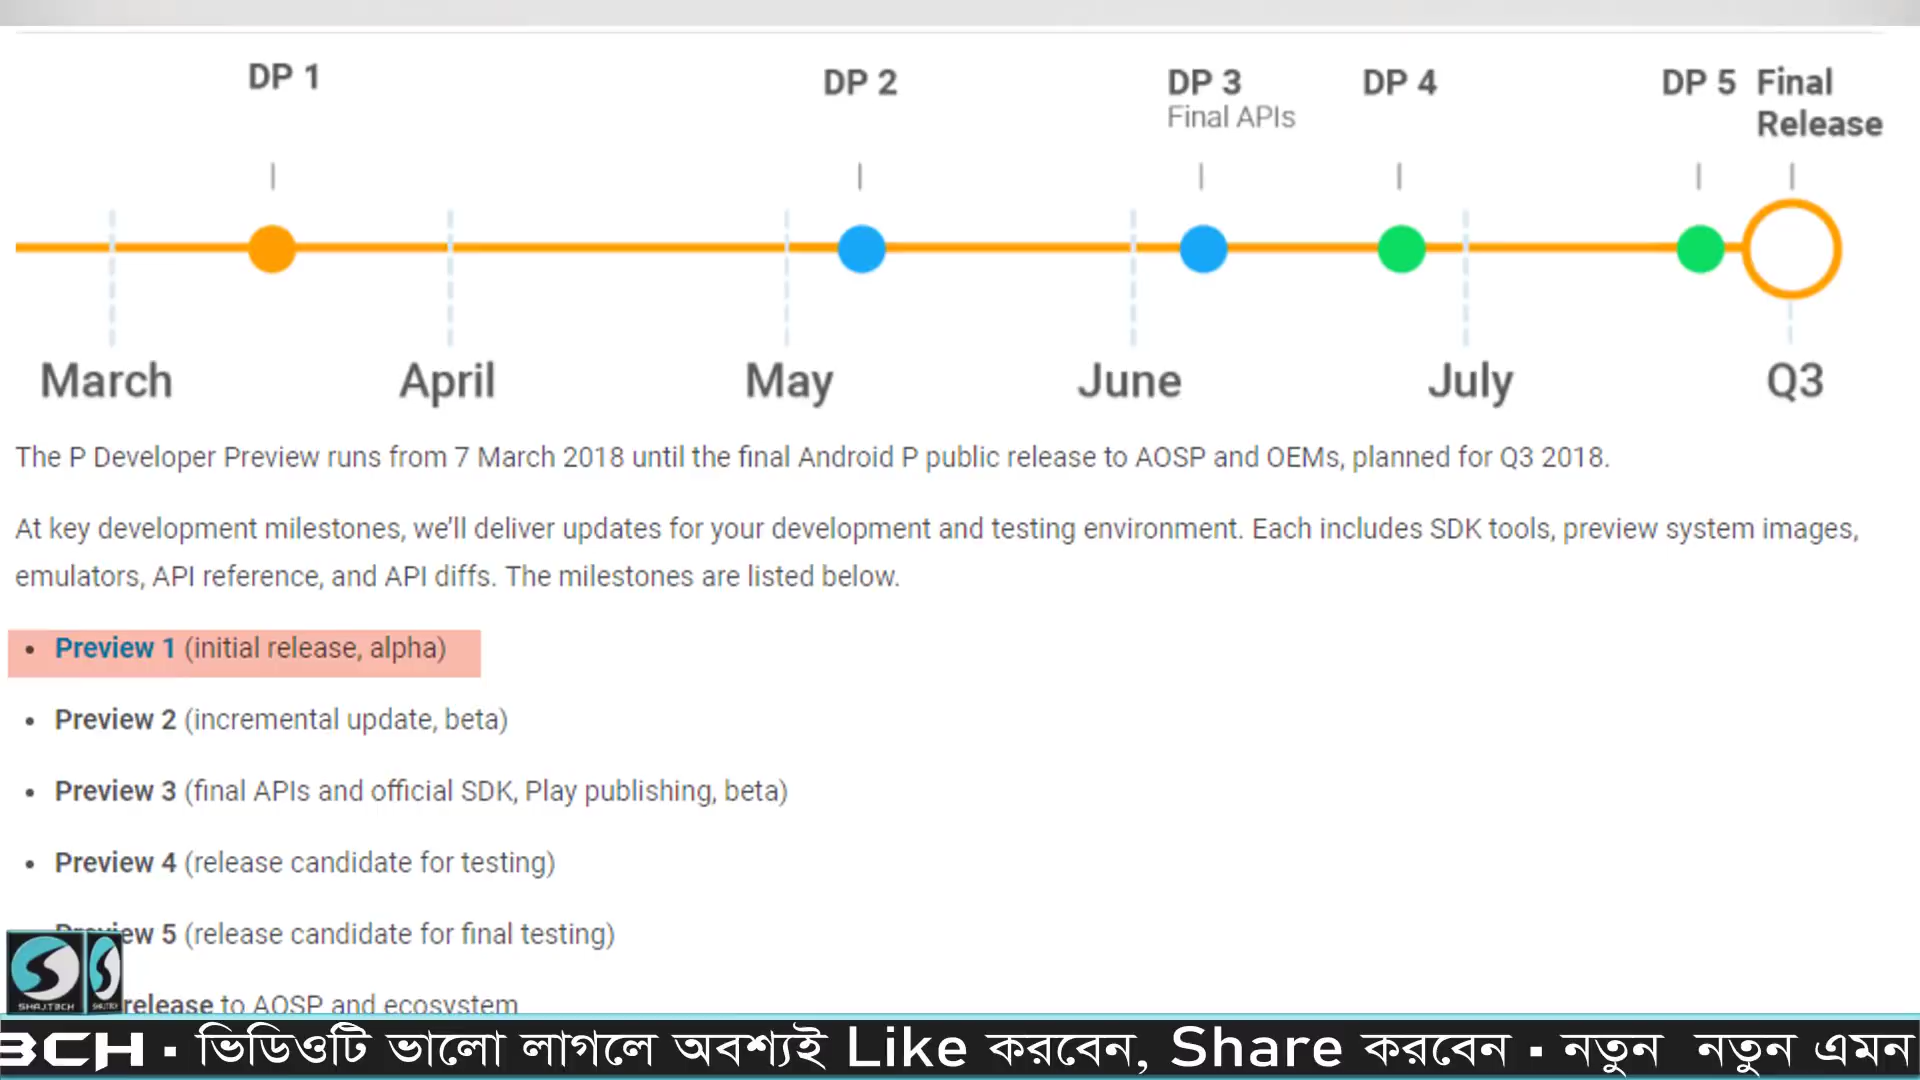 DP 1
DP 2
DP 3
Final APIs
DP 4
DP 5
Final
Release
March
April
May
June
July
Q3
The P Developer Preview runs from 7 March 2018 until the final Android P public release to AOSP and OEMs, planned for Q3 2018.
At key development milestones, we'll deliver updates for your development and testing environment. Each includes SDK tools, preview system images,
emulators, API reference, and API diffs. The milestones are listed below.
• Preview 1 (initial release, alpha)
• Preview 2 (incremental update, beta)
• Preview 3 (final APIs and official SDK, Play publishing, beta)
• Preview 4 (release candidate for testing)
Preview 5 (release candidate for final testing)
release to AOSP and ecosystem
SHAJTECH
ভিডিওটি ভালো লাগলে অবশ্যই Like করবেন, Share করবেন ▪ নতুন নতুন এমন